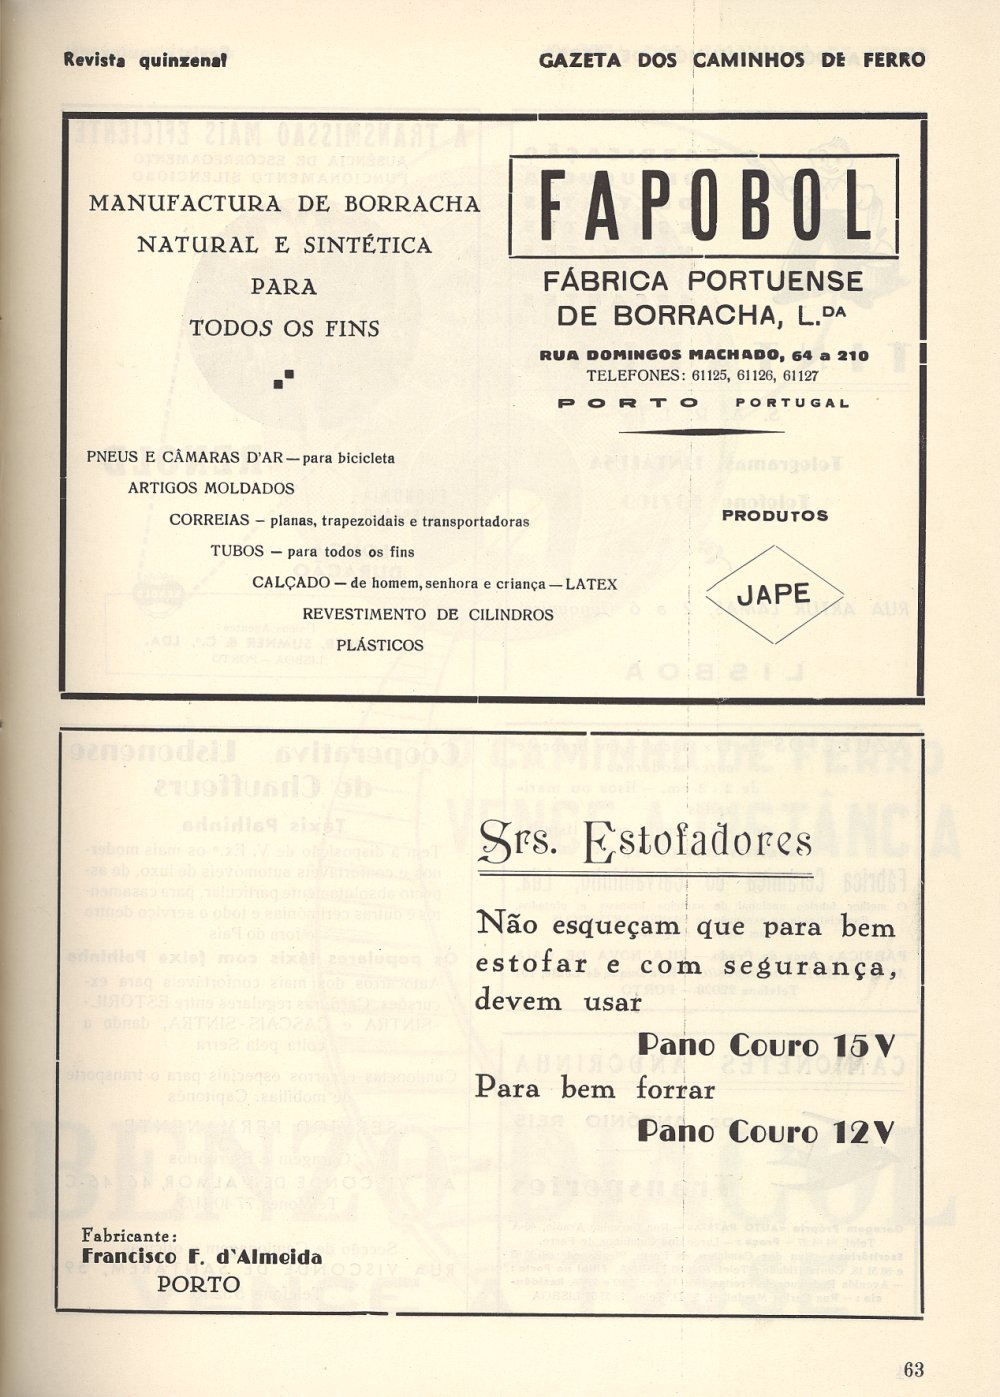 Revista quinzenal
GAZETA DOS CAMINHOS DE FERRO
MANUFACTURA DE BORRACHA
NATURAL E SINTÉTICA
PARA
TODOS OS FINS
FAPOBOL
FÁBRICA PORTUENSE
DE BORRACHA, L.DA
RUA DOMINGOS MACHADO, 64 a 210
TELEFONES: 61125, 61126, 61127
PORTO PORTUGAL
PNEUS E CÂMARAS D'AR — para bicicleta
ARTIGOS MOLDADOS
CORREIAS — planas, trapezoidais e transportadoras
TUBOS — para todos os fins
CALÇADO — de homem, senhora e criança — LATEX
REVESTIMENTO DE CILINDROS
PLÁSTICOS
PRODUTOS
JAPE
Srs. Estofadores
Não esqueçam que para bem
estofar e com segurança,
devem usar
Pano Couro 15 V
Para bem forrar
Pano Couro 12 V
Fabricante:
Francisco F. d'Almeida
PORTO
63